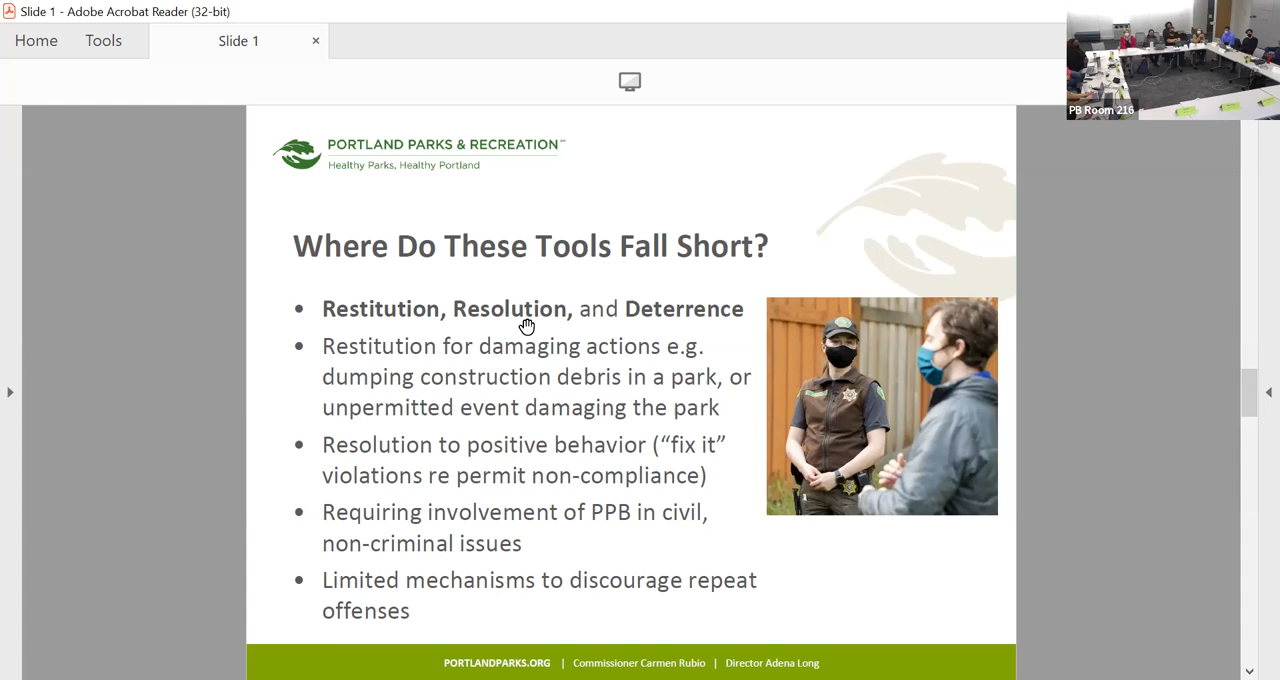 Slide 1 - Adobe Acrobat Reader (32-bit)
Home Tools Slide 1 ×
PB Room 216
PORTLAND PARKS & RECREATION℠
Healthy Parks, Healthy Portland
Where Do These Tools Fall Short?
• Restitution, Resolution, and Deterrence
• Restitution for damaging actions e.g.
dumping construction debris in a park, or
unpermitted event damaging the park
• Resolution to positive behavior (“fix it”
violations re permit non-compliance)
• Requiring involvement of PPB in civil,
non-criminal issues
• Limited mechanisms to discourage repeat
offenses
PORTLANDPARKS.ORG | Commissioner Carmen Rubio | Director Adena Long